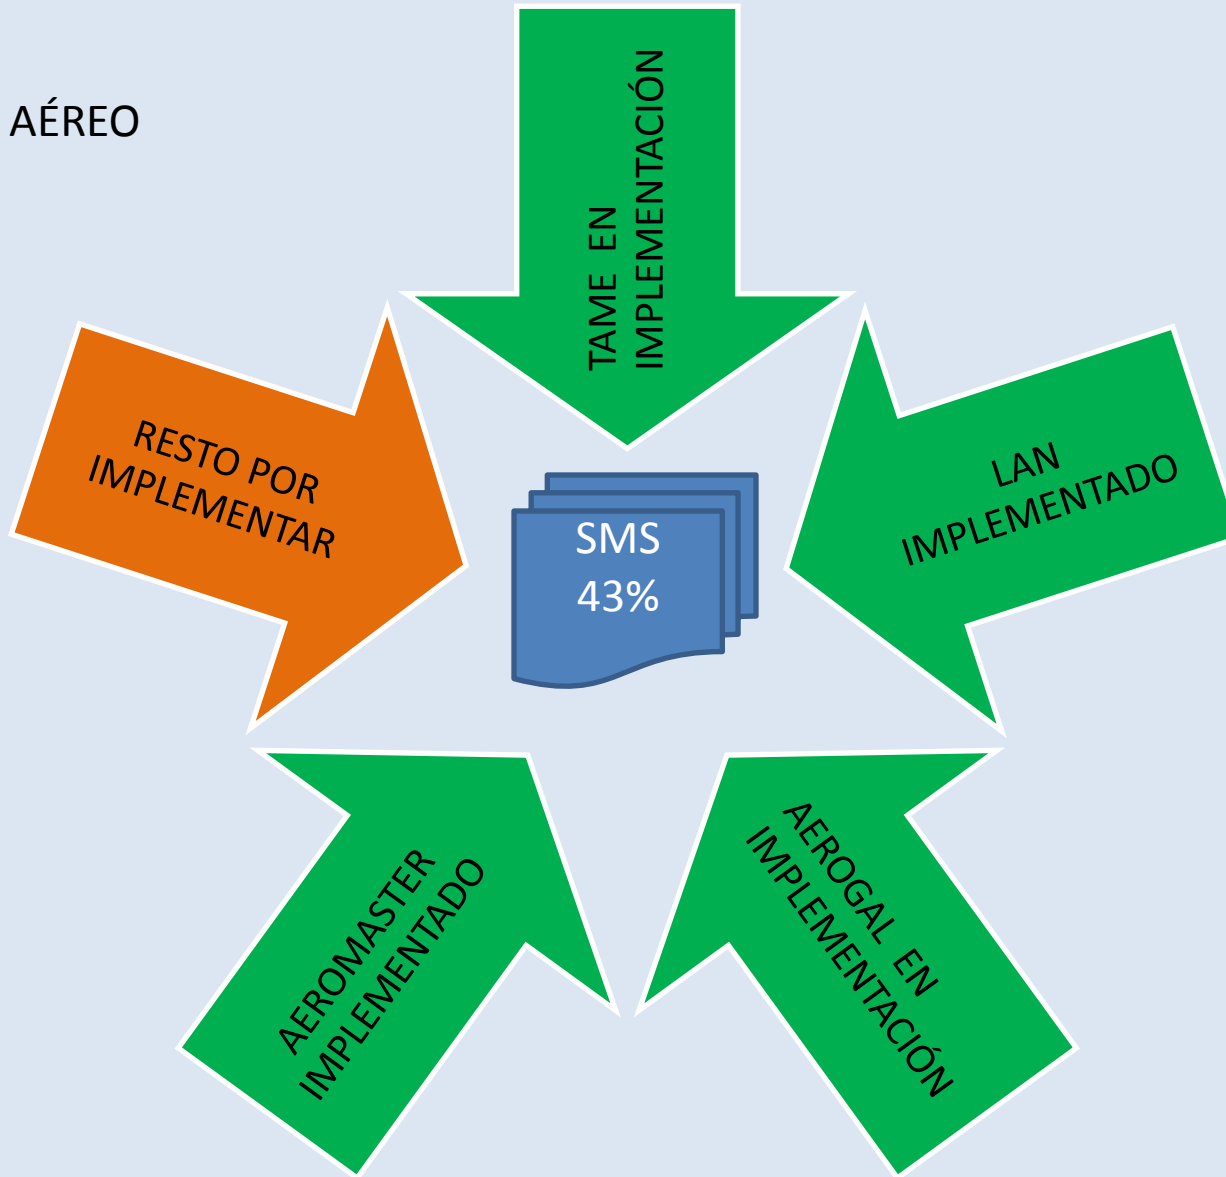 AÉREO
TAME EN
IMPLEMENTACIÓN
RESTO POR
IMPLEMENTAR
LAN
IMPLEMENTADO
SMS
43%
AEROMASTER
IMPLEMENTADO
AEROGAL EN
IMPLEMENTACIÓN